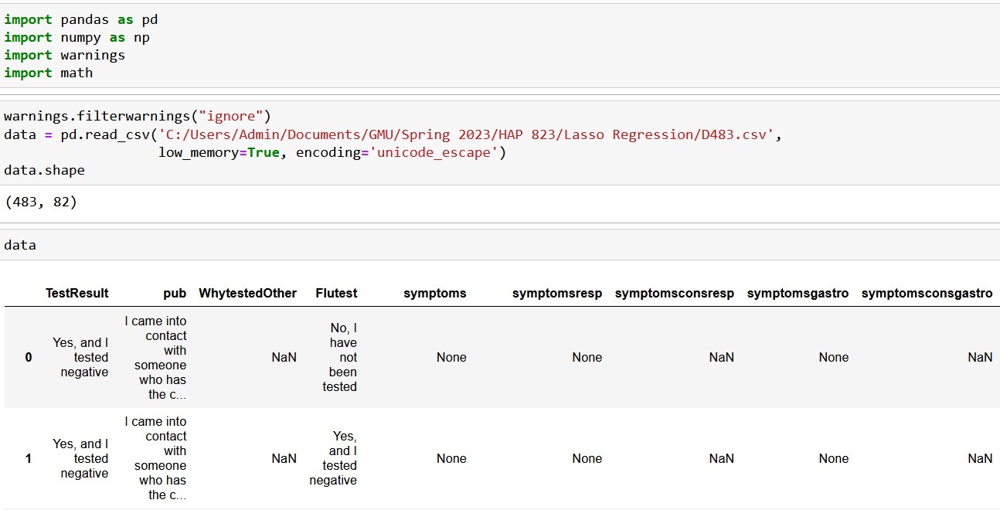 import pandas as pd
import numpy as np
import warnings
import math
warnings.filterwarnings("ignore")
data = pd.read_csv('C:/Users/Admin/Documents/GMU/Spring 2023/HAP 823/Lasso Regression/D483.csv',
low_memory=True, encoding='unicode_escape')
data.shape
(483, 82)
data
TestResult pub WhytestedOther Flutest symptoms symptomsresp symptomsconsresp symptomsgastro symptomsconsgastro
0
Yes, and I
tested
negative
I came into
contact
with
someone
who has
the c...
NaN
No, I
have
not
been
tested
None
None
NaN
None
NaN
1
Yes, and I
tested
negative
I came into
contact
with
someone
who has
the c...
NaN
Yes,
and I
tested
negative
None
None
NaN
None
NaN